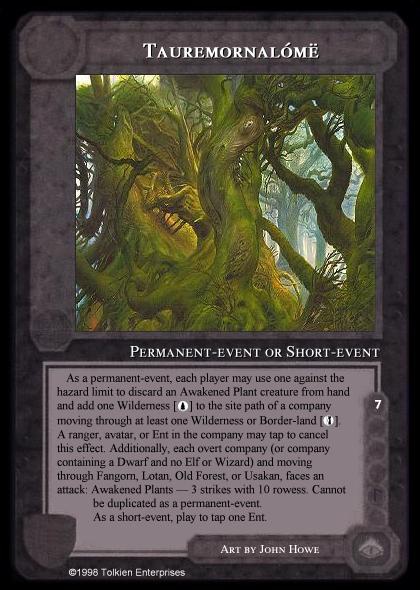 Tauremornalómë
Permanent-event or Short-event
As a permanent-event, each player may use one against the
hazard limit to discard an Awakened Plant creature from hand
and add one Wilderness [ ] to the site path of a company
moving through at least one Wilderness or Border-land [ ].
A ranger, avatar, or Ent in the company may tap to cancel
this effect. Additionally, each overt company (or company
containing a Dwarf and no Elf or Wizard) and moving
through Fangorn, Lotan, Old Forest, or Usakan, faces an
attack: Awakened Plants — 3 strikes with 10 rowess. Cannot
be duplicated as a permanent-event.
As a short-event, play to tap one Ent.
7
Art by John Howe
©1998 Tolkien Enterprises